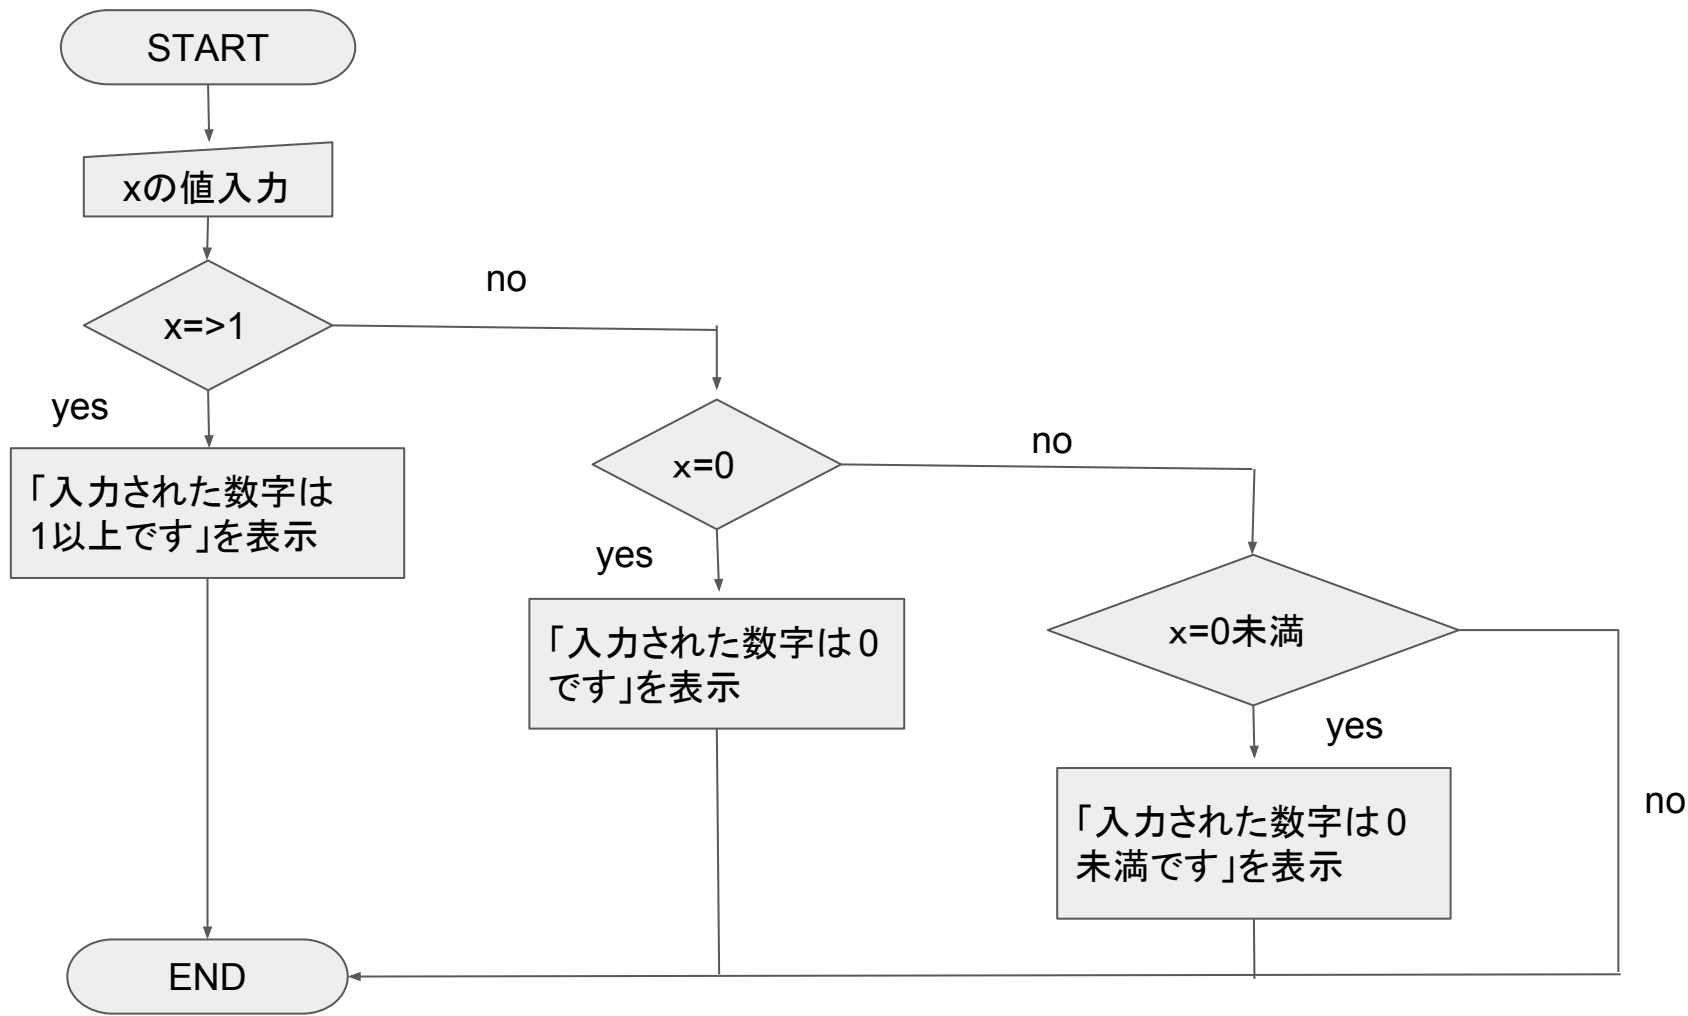 START
xの値入力
x=>1
no
yes
「入力された数字は
1以上です」を表示
x=0
no
yes
「入力された数字は0
です」を表示
x=0未満
yes
no
「入力された数字は0
未満です」を表示
END